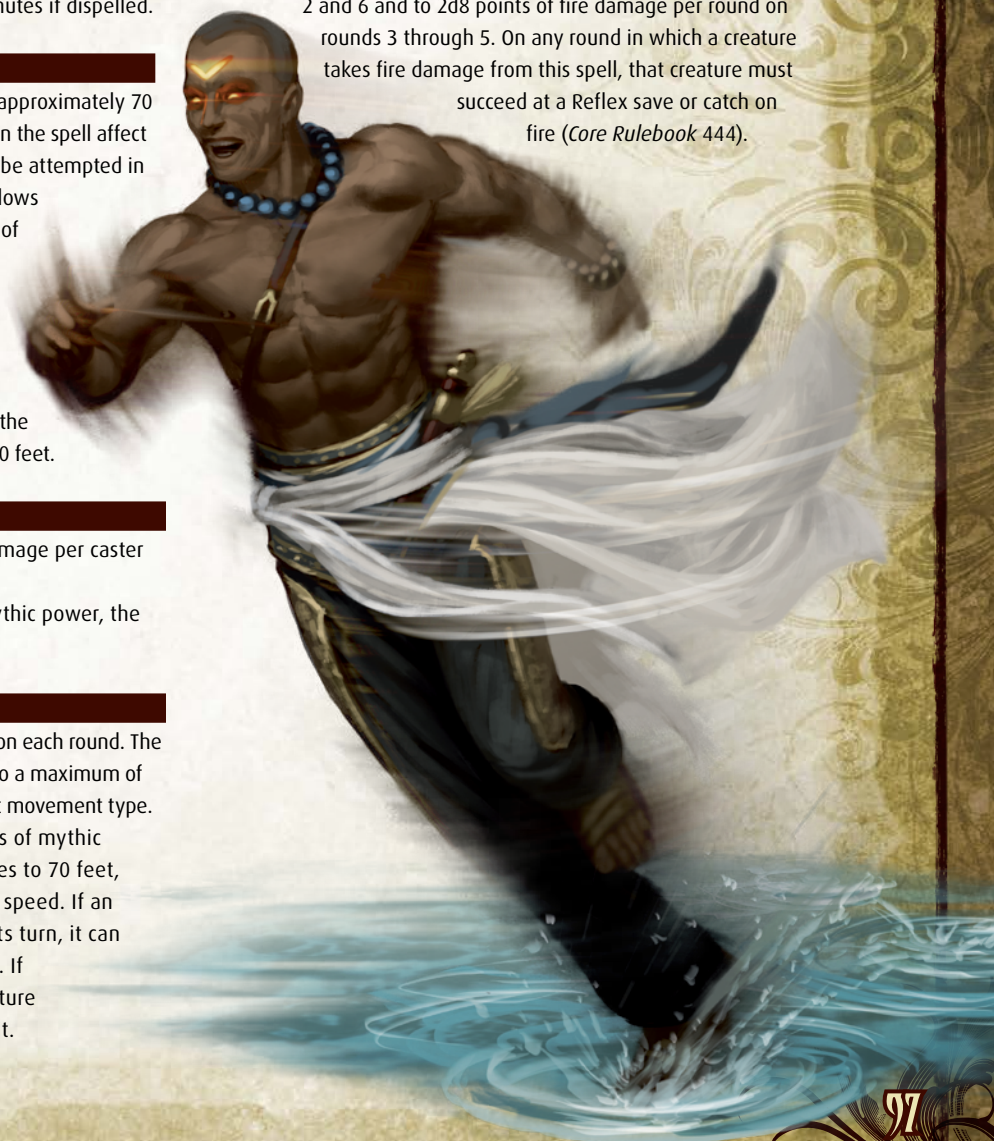 nutes if dispelled.
approximately 70
n the spell affect
be attempted in
lows
of
the
0 feet.
mage per caster
ythic power, the
on each round. The
o a maximum of
t movement type.
s of mythic
es to 70 feet,
speed. If an
ts turn, it can
. If
ture
t.
2 and 6 and to 2d8 points of fire damage per round on
rounds 3 through 5. On any round in which a creature
takes fire damage from this spell, that creature must
succeed at a Reflex save or catch on
fire (Core Rulebook 444).
97